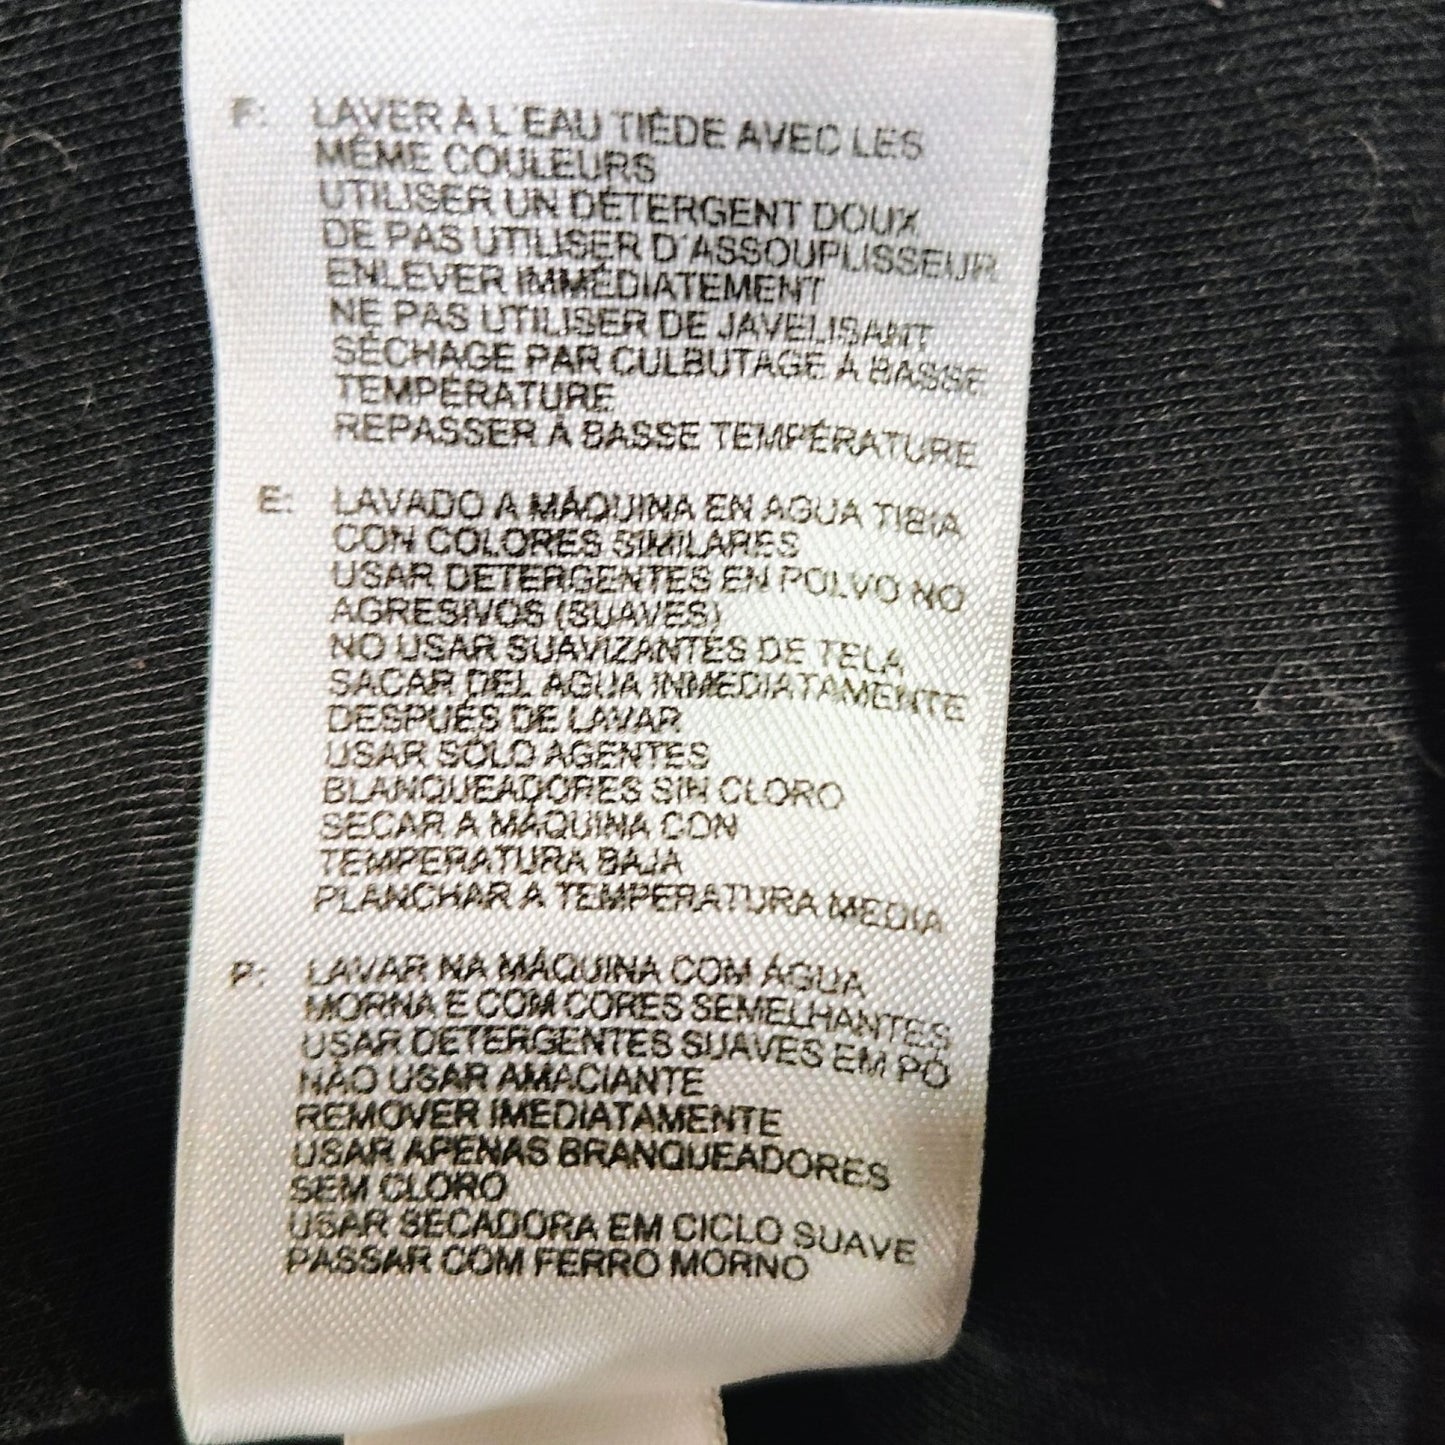 F: LAVER À L'EAU TIÈDE AVEC LES
MÊME COULEURS
UTILISER UN DÉTERGENT DOUX
DE PAS UTILISER D'ASSOUPLISSEUR
ENLEVER IMMÉDIATEMENT
NE PAS UTILISER DE JAVELISANT
SÉCHAGE PAR CULBUTAGE À BASSE
TEMPÉRATURE
REPASSER À BASSE TEMPÉRATURE
E: LAVADO A MÁQUINA EN AGUA TIBIA
CON COLORES SIMILARES
USAR DETERGENTES EN POLVO NO
AGRESIVOS (SUAVES)
NO USAR SUAVIZANTES DE TELA
SACAR DEL AGUA INMEDIATAMENTE
DESPUÉS DE LAVAR
USAR SÓLO AGENTES
BLANQUEADORES SIN CLORO
SECAR A MÁQUINA CON
TEMPERATURA BAJA
PLANCHAR A TEMPERATURA MEDIA
P: LAVAR NA MÁQUINA COM ÁGUA
MORNA E COM CORES SEMELHANTES
USAR DETERGENTES SUAVES EM PÓ
NÃO USAR AMACIANTE
REMOVER IMEDIATAMENTE
USAR APENAS BRANQUEADORES
SEM CLORO
USAR SECADORA EM CICLO SUAVE
PASSAR COM FERRO MORNO